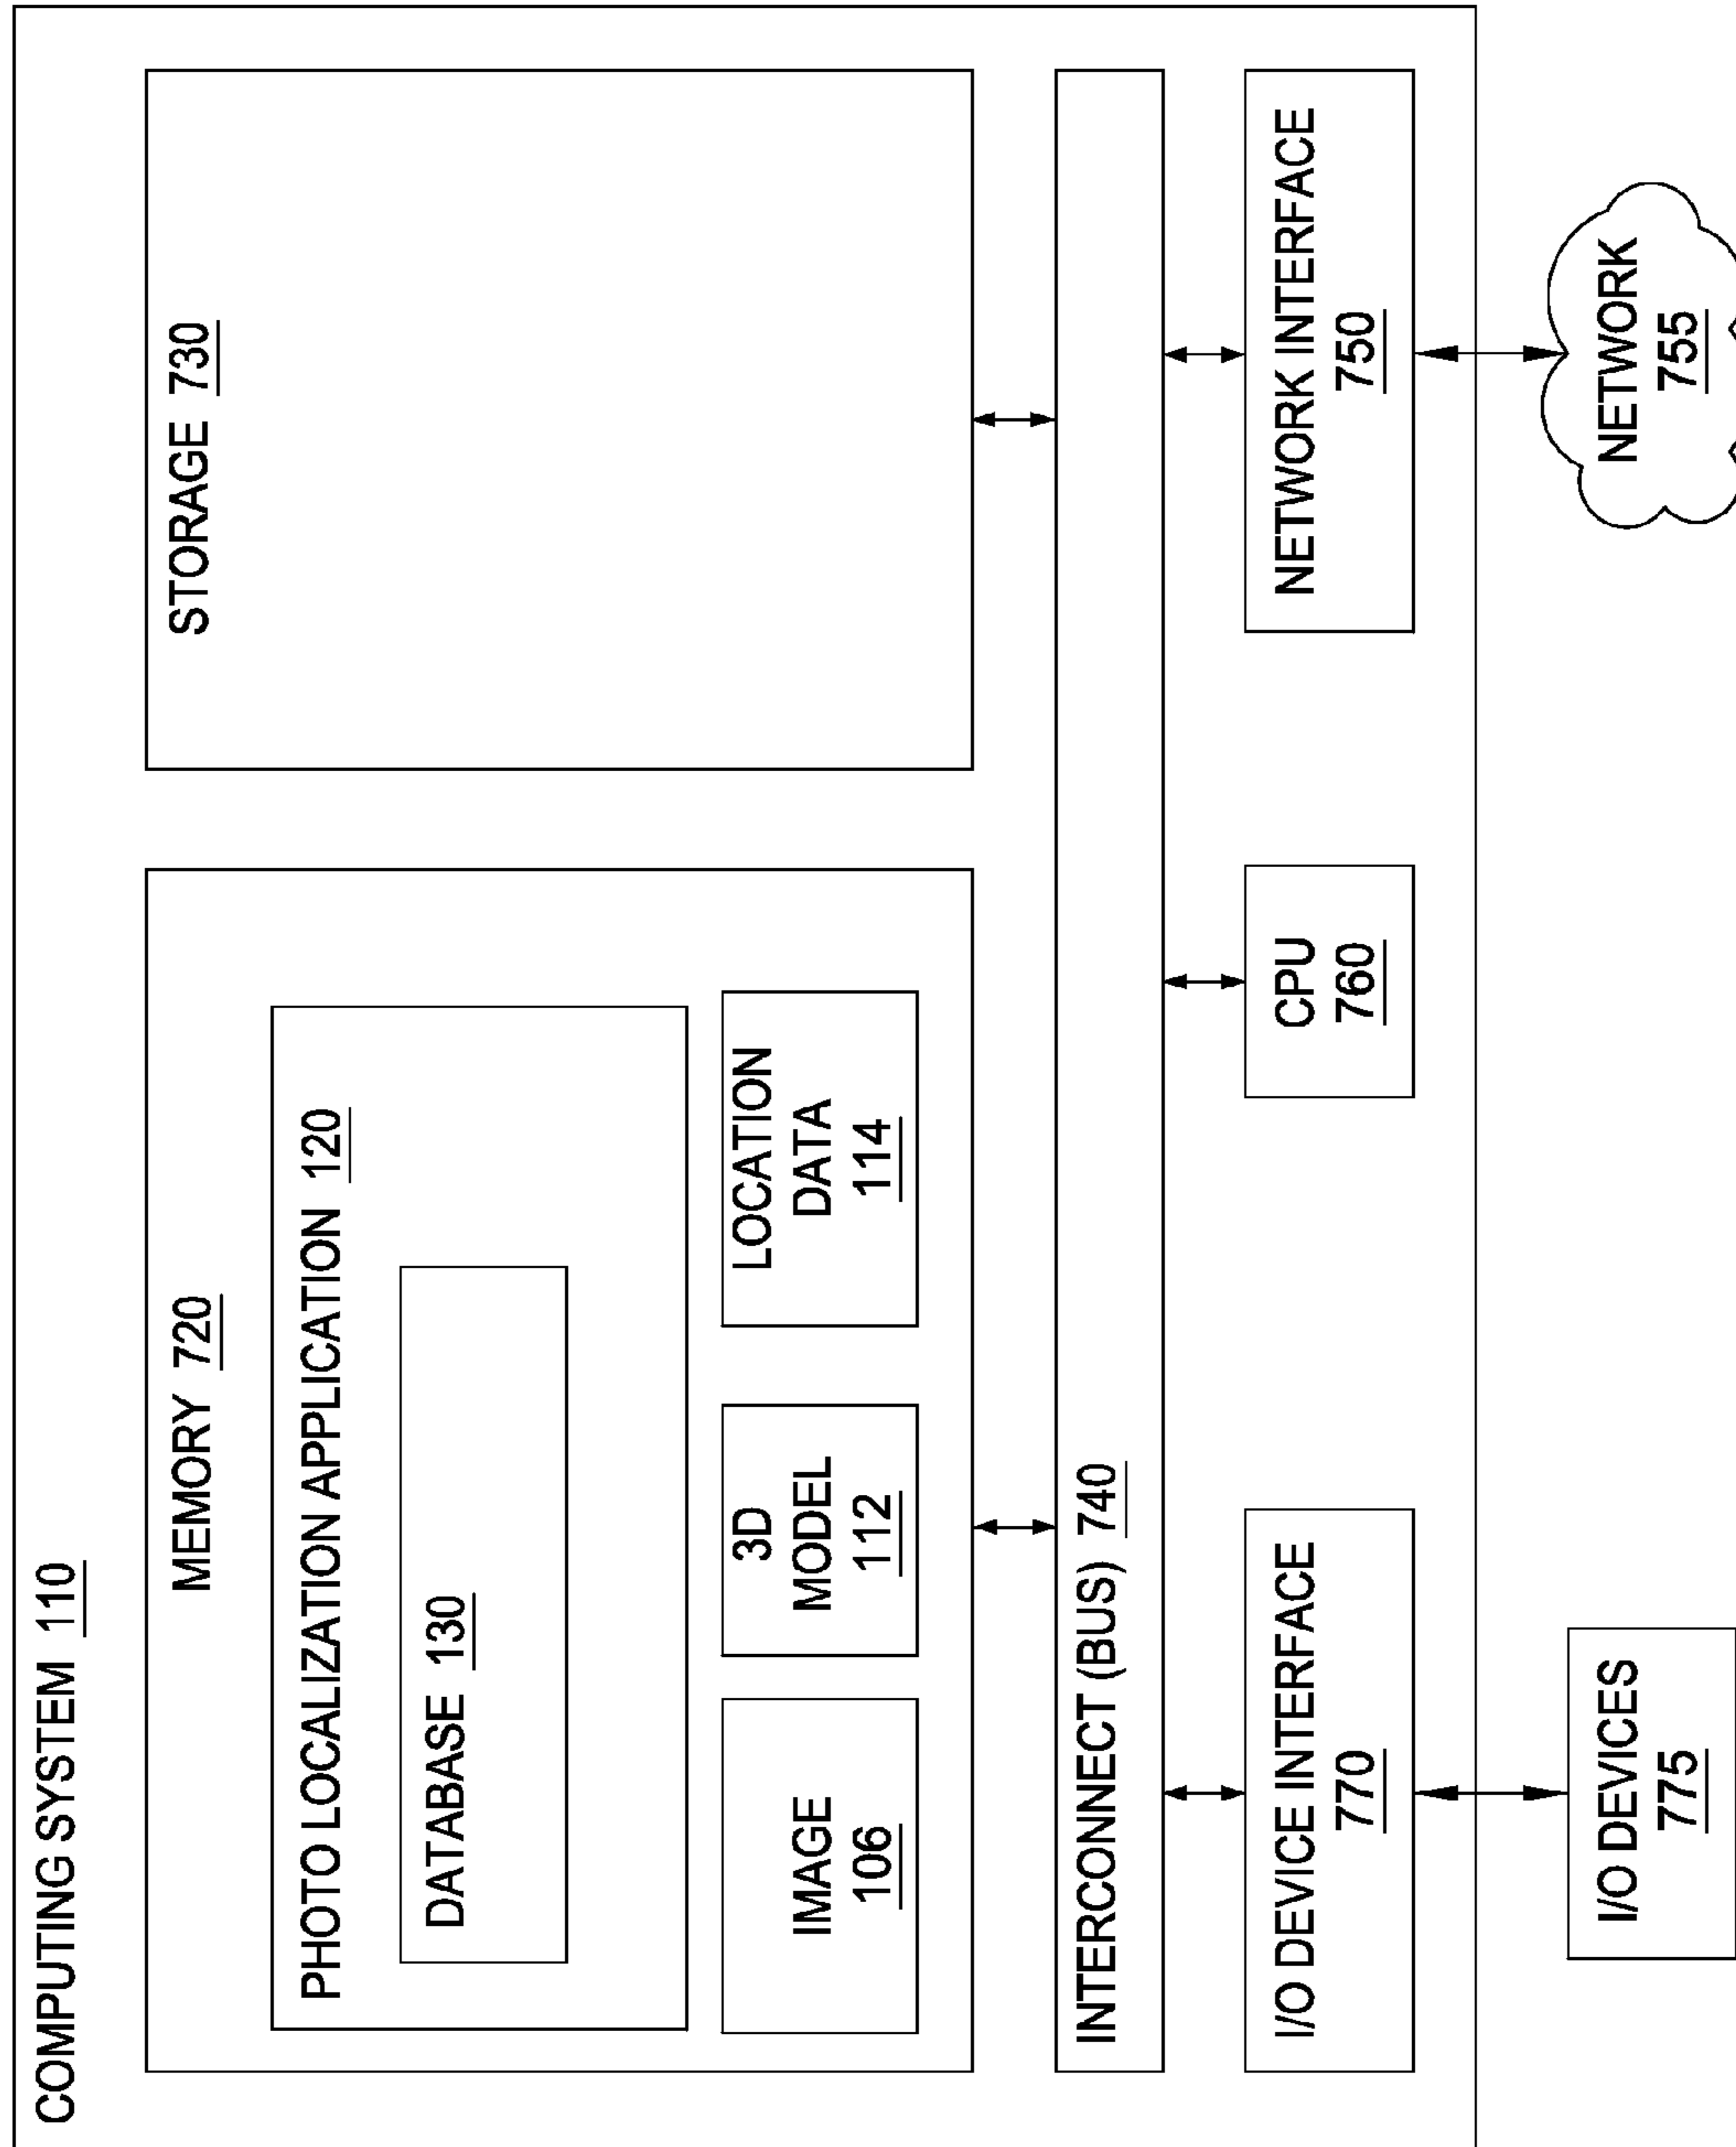 COMPUTING SYSTEM 110
MEMORY 720
PHOTO LOCALIZATION APPLICATION 120
DATABASE 130
IMAGE
106
3D
MODEL
112
LOCATION
DATA
114
STORAGE 730
INTERCONNECT (BUS) 740
I/O DEVICE INTERFACE
770
CPU
760
NETWORK INTERFACE
750
I/O DEVICES
775
NETWORK
755